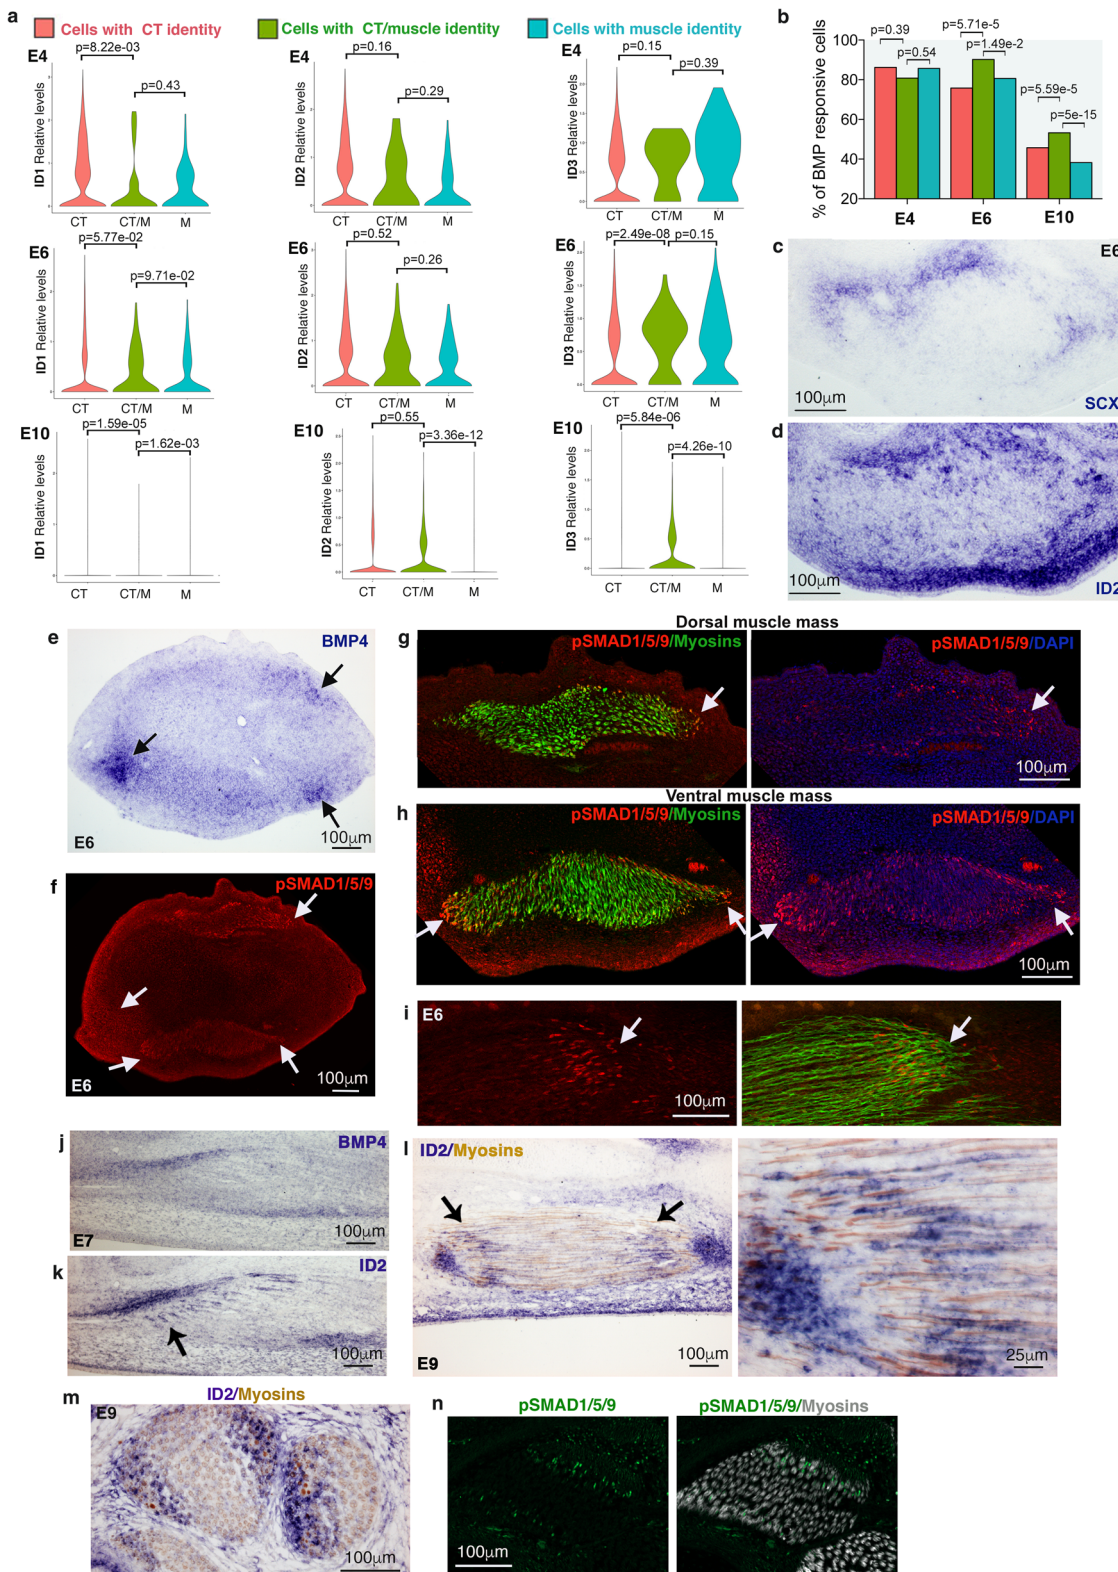 a
Cells with CT identity
Cells with CT/muscle identity
Cells with muscle identity
E4
p=8.22e-03
p=0.43
ID1 Relative levels
CT CT/M M
p=0.16
p=0.29
ID2 Relative levels
CT CT/M M
E4
p=0.15
p=0.39
ID3 Relative levels
CT CT/M M
E6
p=5.77e-02
p=9.71e-02
ID1 Relative levels
CT CT/M M
E6
p=0.52
p=0.26
ID2 Relative levels
CT CT/M M
E6
p=2.49e-08
p=0.15
ID3 Relative levels
CT CT/M M
E10
p=1.59e-05
p=1.62e-03
ID1 Relative levels
CT CT/M M
E10
p=0.55
p=3.36e-12
ID2 Relative levels
CT CT/M M
E10
p=5.84e-06
p=4.26e-10
ID3 Relative levels
CT CT/M M
b
% of BMP responsive cells
100
80
60
40
20
p=0.39
p=0.54
p=5.71e-5
p=1.49e-2
p=5.59e-5
p=5e-15
E4 E6 E10
c
E6
100μm
SCX
d
100μm
ID2
e
BMP4
E6
100μm
f
pSMAD1/5/9
E6
100μm
Dorsal muscle mass
g
pSMAD1/5/9/Myosins
pSMAD1/5/9/DAPI
100μm
Ventral muscle mass
h
pSMAD1/5/9/Myosins
pSMAD1/5/9/DAPI
100μm
i
E6
100μm
j
BMP4
E7
100μm
k
ID2
100μm
l
ID2/Myosins
E9
100μm
25μm
m
ID2/Myosins
E9
100μm
n
pSMAD1/5/9
pSMAD1/5/9/Myosins
100μm